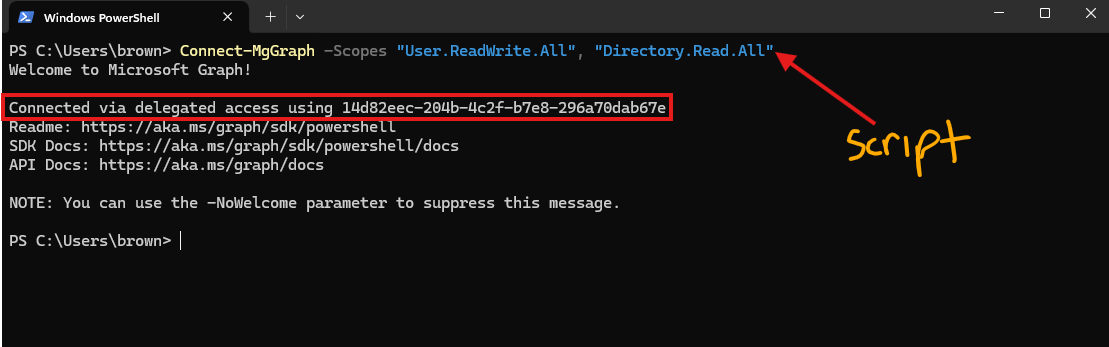 Windows PowerShell
PS C:\Users\brown> Connect-MgGraph -Scopes "User.ReadWrite.All", "Directory.Read.All"
Welcome to Microsoft Graph!
Connected via delegated access using 14d82eec-204b-4c2f-b7e8-296a70dab67e
Readme: https://aka.ms/graph/sdk/powershell
SDK Docs: https://aka.ms/graph/sdk/powershell/docs
API Docs: https://aka.ms/graph/docs
script
NOTE: You can use the -NoWelcome parameter to suppress this message.
PS C:\Users\brown>